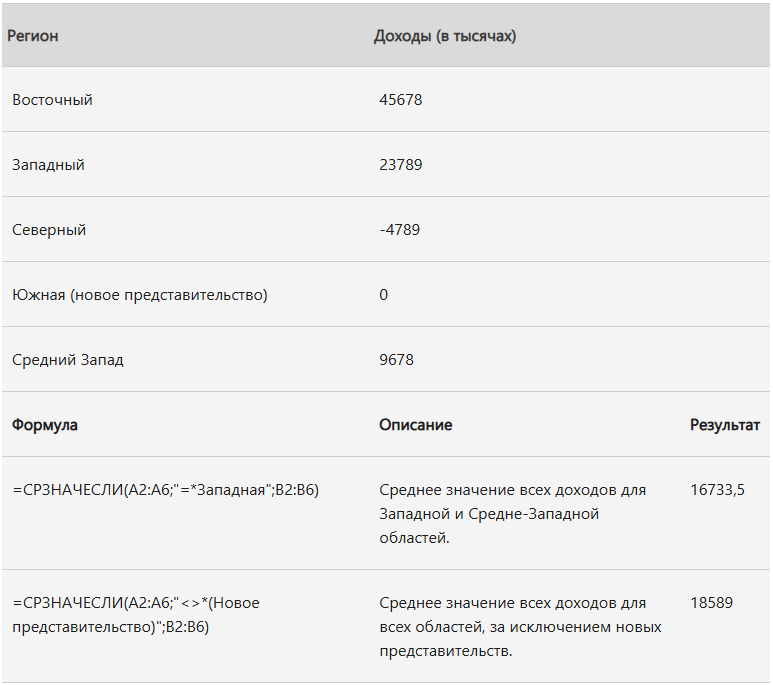 Регион Доходы (в тысячах)
Восточный 45678
Западный 23789
Северный -4789
Южная (новое представительство) 0
Средний Запад 9678
Формула Описание Результат
=СРЗНАЧЕСЛИ(A2:A6;"=*Западная";B2:B6) Среднее значение всех доходов для 16733,5
Западной и Средне-Западной
областей.
=СРЗНАЧЕСЛИ(A2:A6;"<>*(Новое Среднее значение всех доходов для 18589
представительство)";B2:B6) всех областей, за исключением новых
представительств.